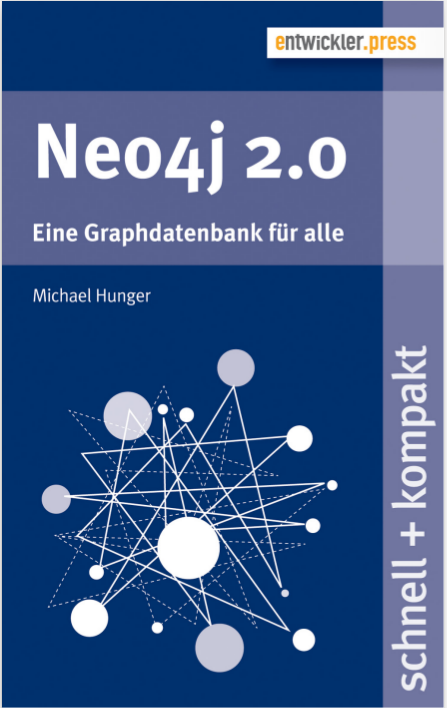 entwickler.press
Neo4j 2.0
Eine Graphdatenbank für alle
Michael Hunger
schnell + kompakt